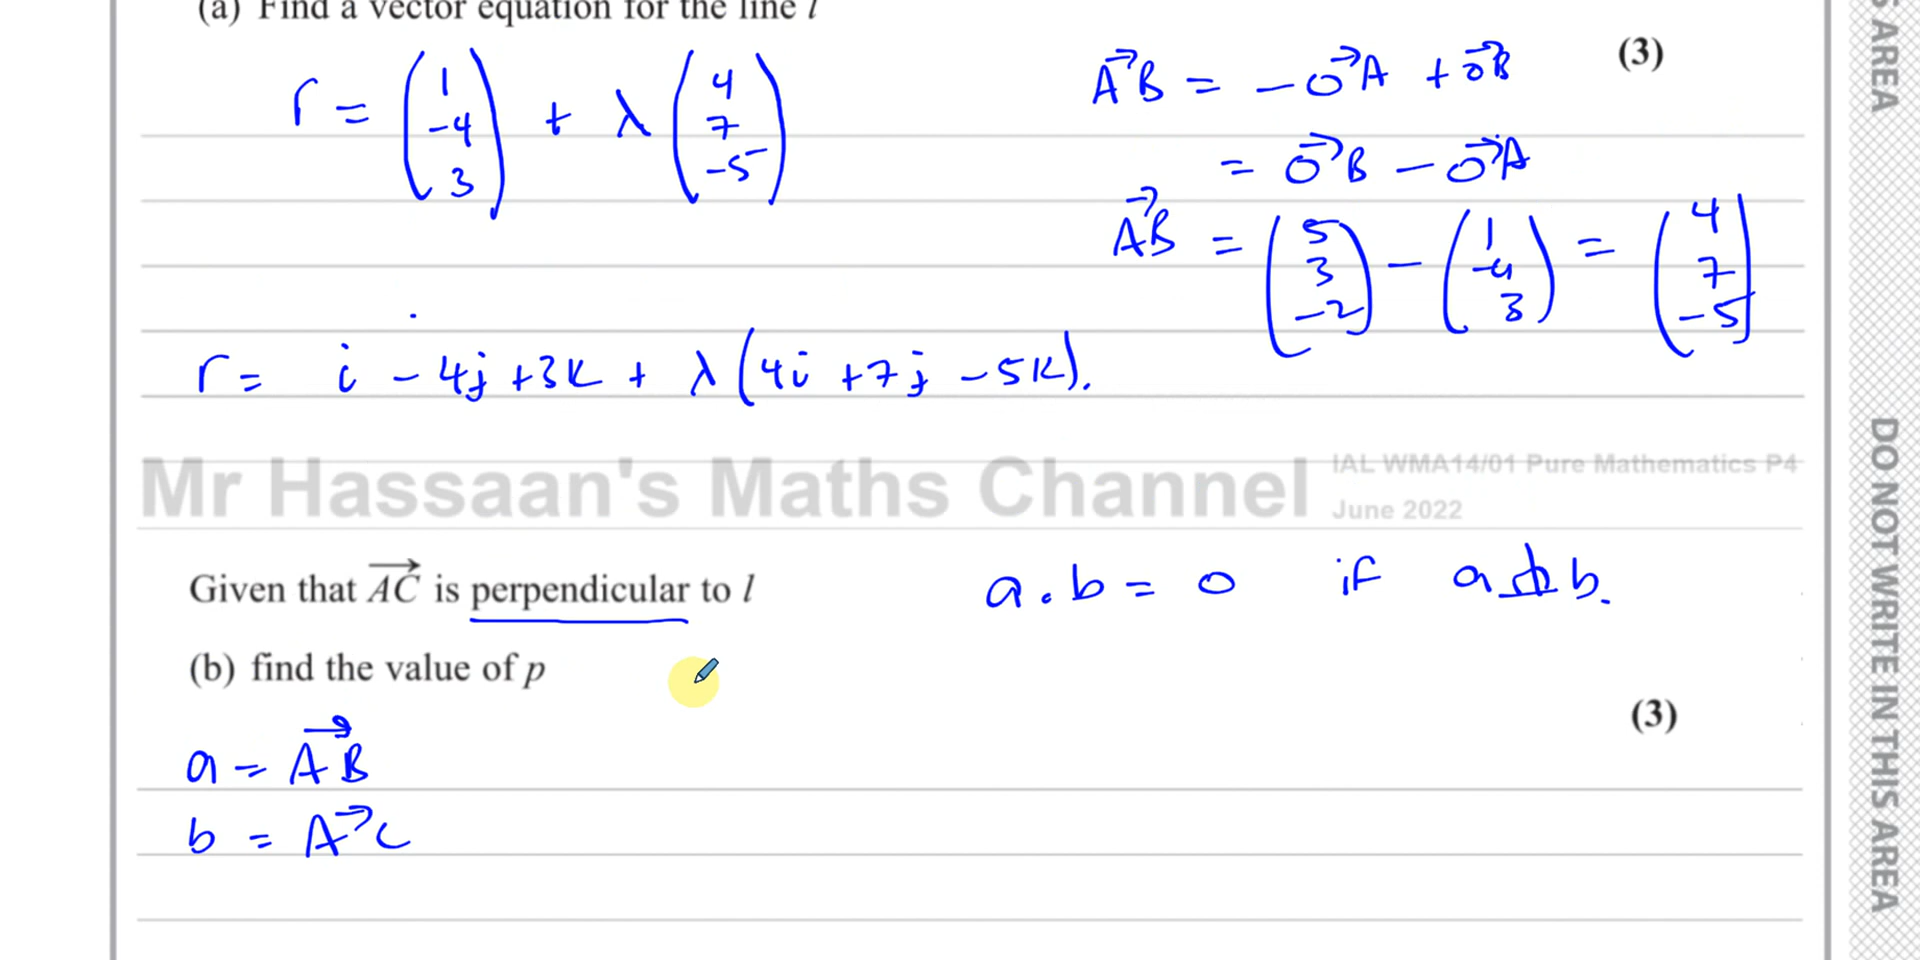 (a) Find a vector equation for the line l
(3)
r = (1 -4 3) + λ (4 7 -5)
AB = -OA + OB
= OB - OA
AB = (5 3 -2) - (1 -4 3) = (4 7 -5)
r = i - 4j + 3k + λ(4i + 7j - 5k).
Mr Hassaan's Maths Channel
IAL WMA14/01 Pure Mathematics P4
June 2022
Given that AC is perpendicular to l
a . b = 0 if a ⊥ b.
(b) find the value of p
(3)
a = AB
b = AC
S AREA
DO NOT WRITE IN THIS AREA